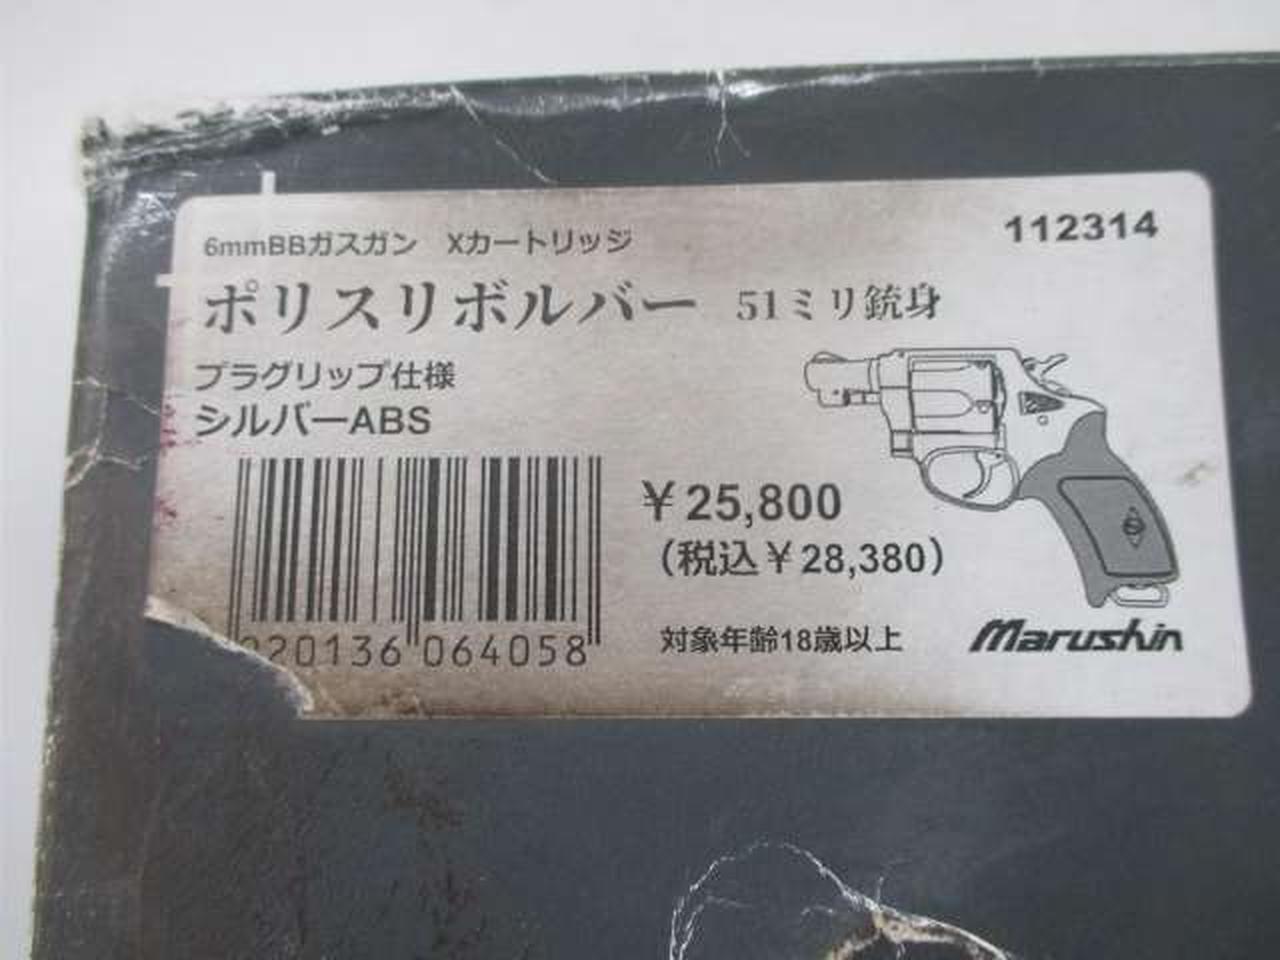 112314
6mmBBガスガン Xカートリッジ
ポリスリボルバー 51ミリ銃身
プラグリップ仕様
シルバーABS
¥25,800
(税込¥28,380)
20136 064058
対象年齢18歳以上
Marushin